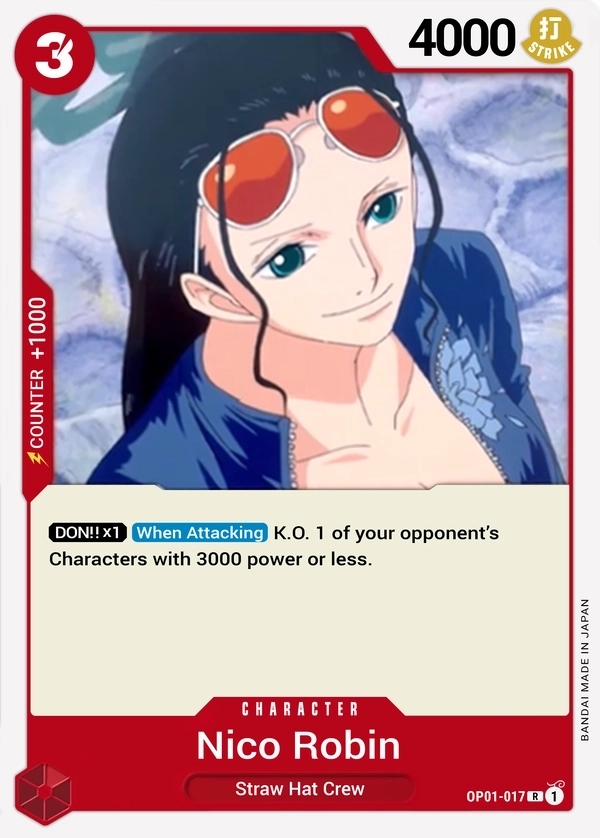 3
4000
打
STRIKE
COUNTER +1000
DON!!×1 When Attacking K.O. 1 of your opponent's
Characters with 3000 power or less.
CHARACTER
Nico Robin
Straw Hat Crew
OP01-017 R 1
BANDAI MADE IN JAPAN